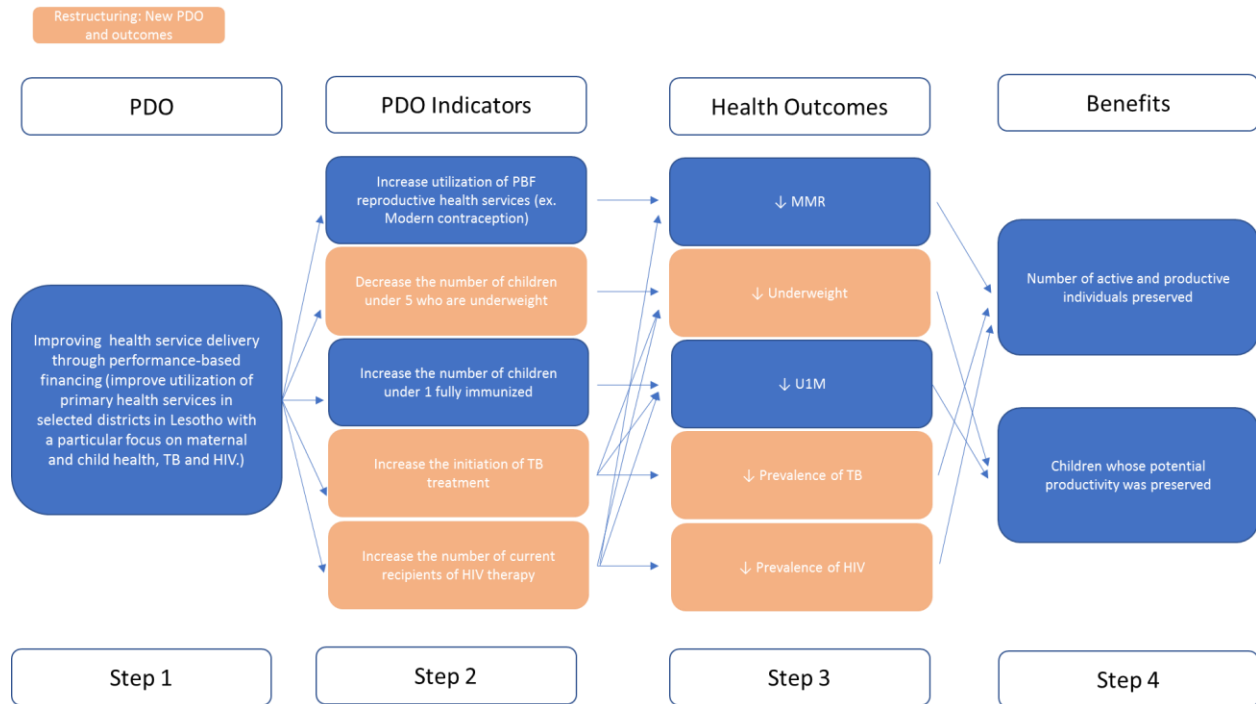 Restructuring: New PDO
and outcomes
PDO
PDO Indicators
Health Outcomes
Benefits
Improving health service delivery
through performance-based
financing (improve utilization of
primary health services in
selected districts in Lesotho with
a particular focus on maternal
and child health, TB and HIV.)
Increase utilization of PBF
reproductive health services (ex.
Modern contraception)
Decrease the number of children
under 5 who are underweight
Increase the number of children
under 1 fully immunized
Increase the initiation of TB
treatment
Increase the number of current
recipients of HIV therapy
↓ MMR
↓ Underweight
↓ U1M
↓ Prevalence of TB
↓ Prevalence of HIV
Number of active and productive
individuals preserved
Children whose potential
productivity was preserved
Step 1
Step 2
Step 3
Step 4